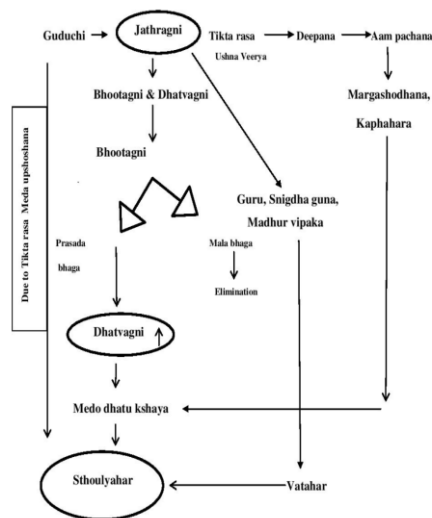 Guduchi
Jathragni
Tikta rasa
Deepana
Aam pachana
Ushna Veerya
Bhootagni & Dhatvagni
Margashodhana,
Kaphahara
Bhootagni
Due to Tikta rasa Meda upshoshana
Guru, Snigdha guna,
Madhur vipaka
Prasada
bhaga
Mala bhaga
Elimination
Dhatvagni
Medo dhatu kshaya
Sthoulyahar
Vatahar